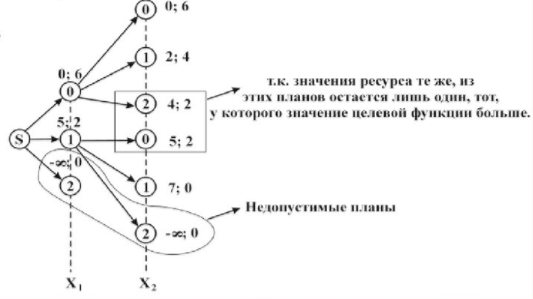 0; 6
0
2; 4
1
0; 6
0
4; 2
2
т.к. значения ресурса те же, из
этих планов остается лишь один, тот,
у которого значение целевой функции больше.
5; 2
S
1
0
5; 2
-∞; 0
2
1
7; 0
Недопустимые планы
2
-∞; 0
X1
X2